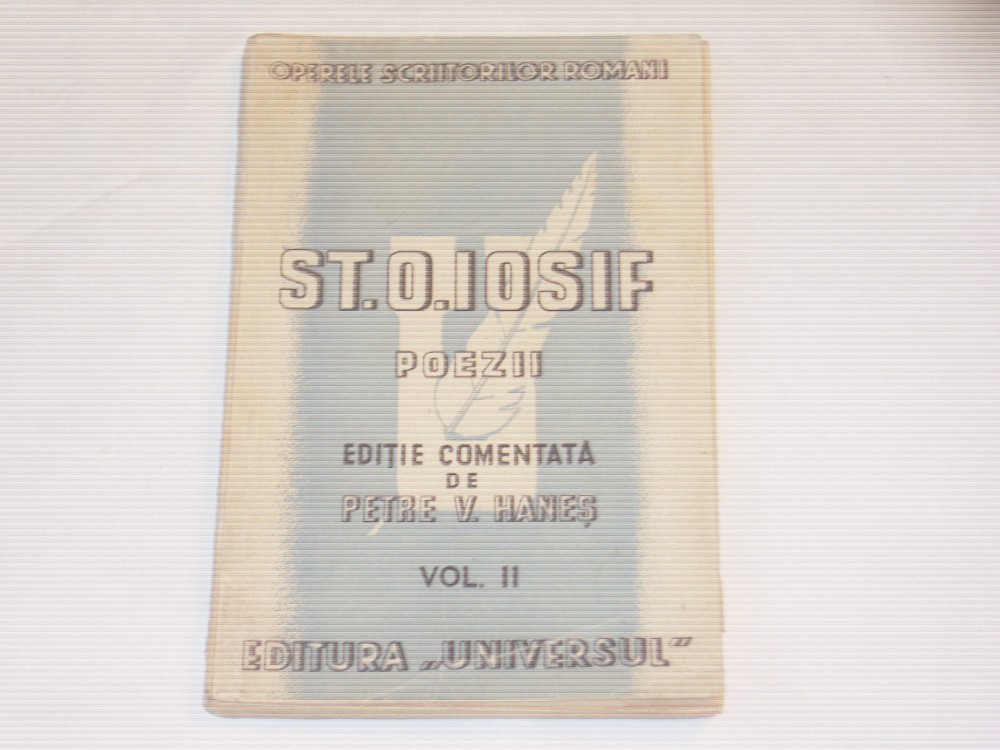 OPERELE SCRIITORILOR ROMANI
ST. O. IOSIF
POEZII
EDIȚIE COMENTATĂ
DE
PETRE V. HANEȘ
VOL. II
EDITURA „UNIVERSUL"